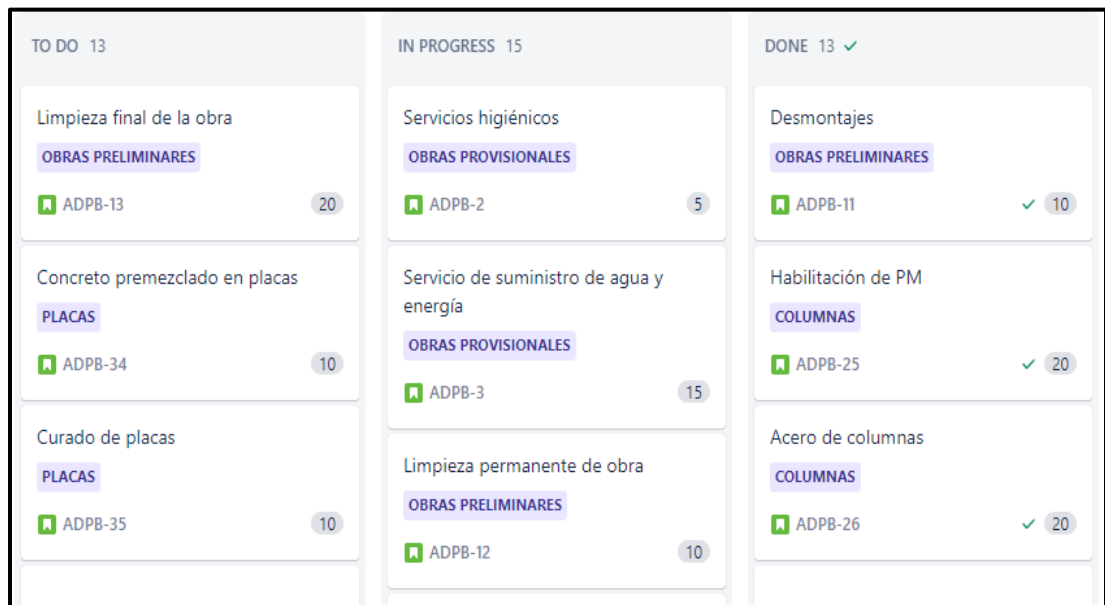 TO DO 13
Limpieza final de la obra
OBRAS PRELIMINARES
ADPB-13 20
Concreto premezclado en placas
PLACAS
ADPB-34 10
Curado de placas
PLACAS
ADPB-35 10
IN PROGRESS 15
Servicios higiénicos
OBRAS PROVISIONALES
ADPB-2 5
Servicio de suministro de agua y
energía
OBRAS PROVISIONALES
ADPB-3 15
Limpieza permanente de obra
OBRAS PRELIMINARES
ADPB-12 10
DONE 13
Desmontajes
OBRAS PRELIMINARES
ADPB-11 10
Habilitación de PM
COLUMNAS
ADPB-25 20
Acero de columnas
COLUMNAS
ADPB-26 20